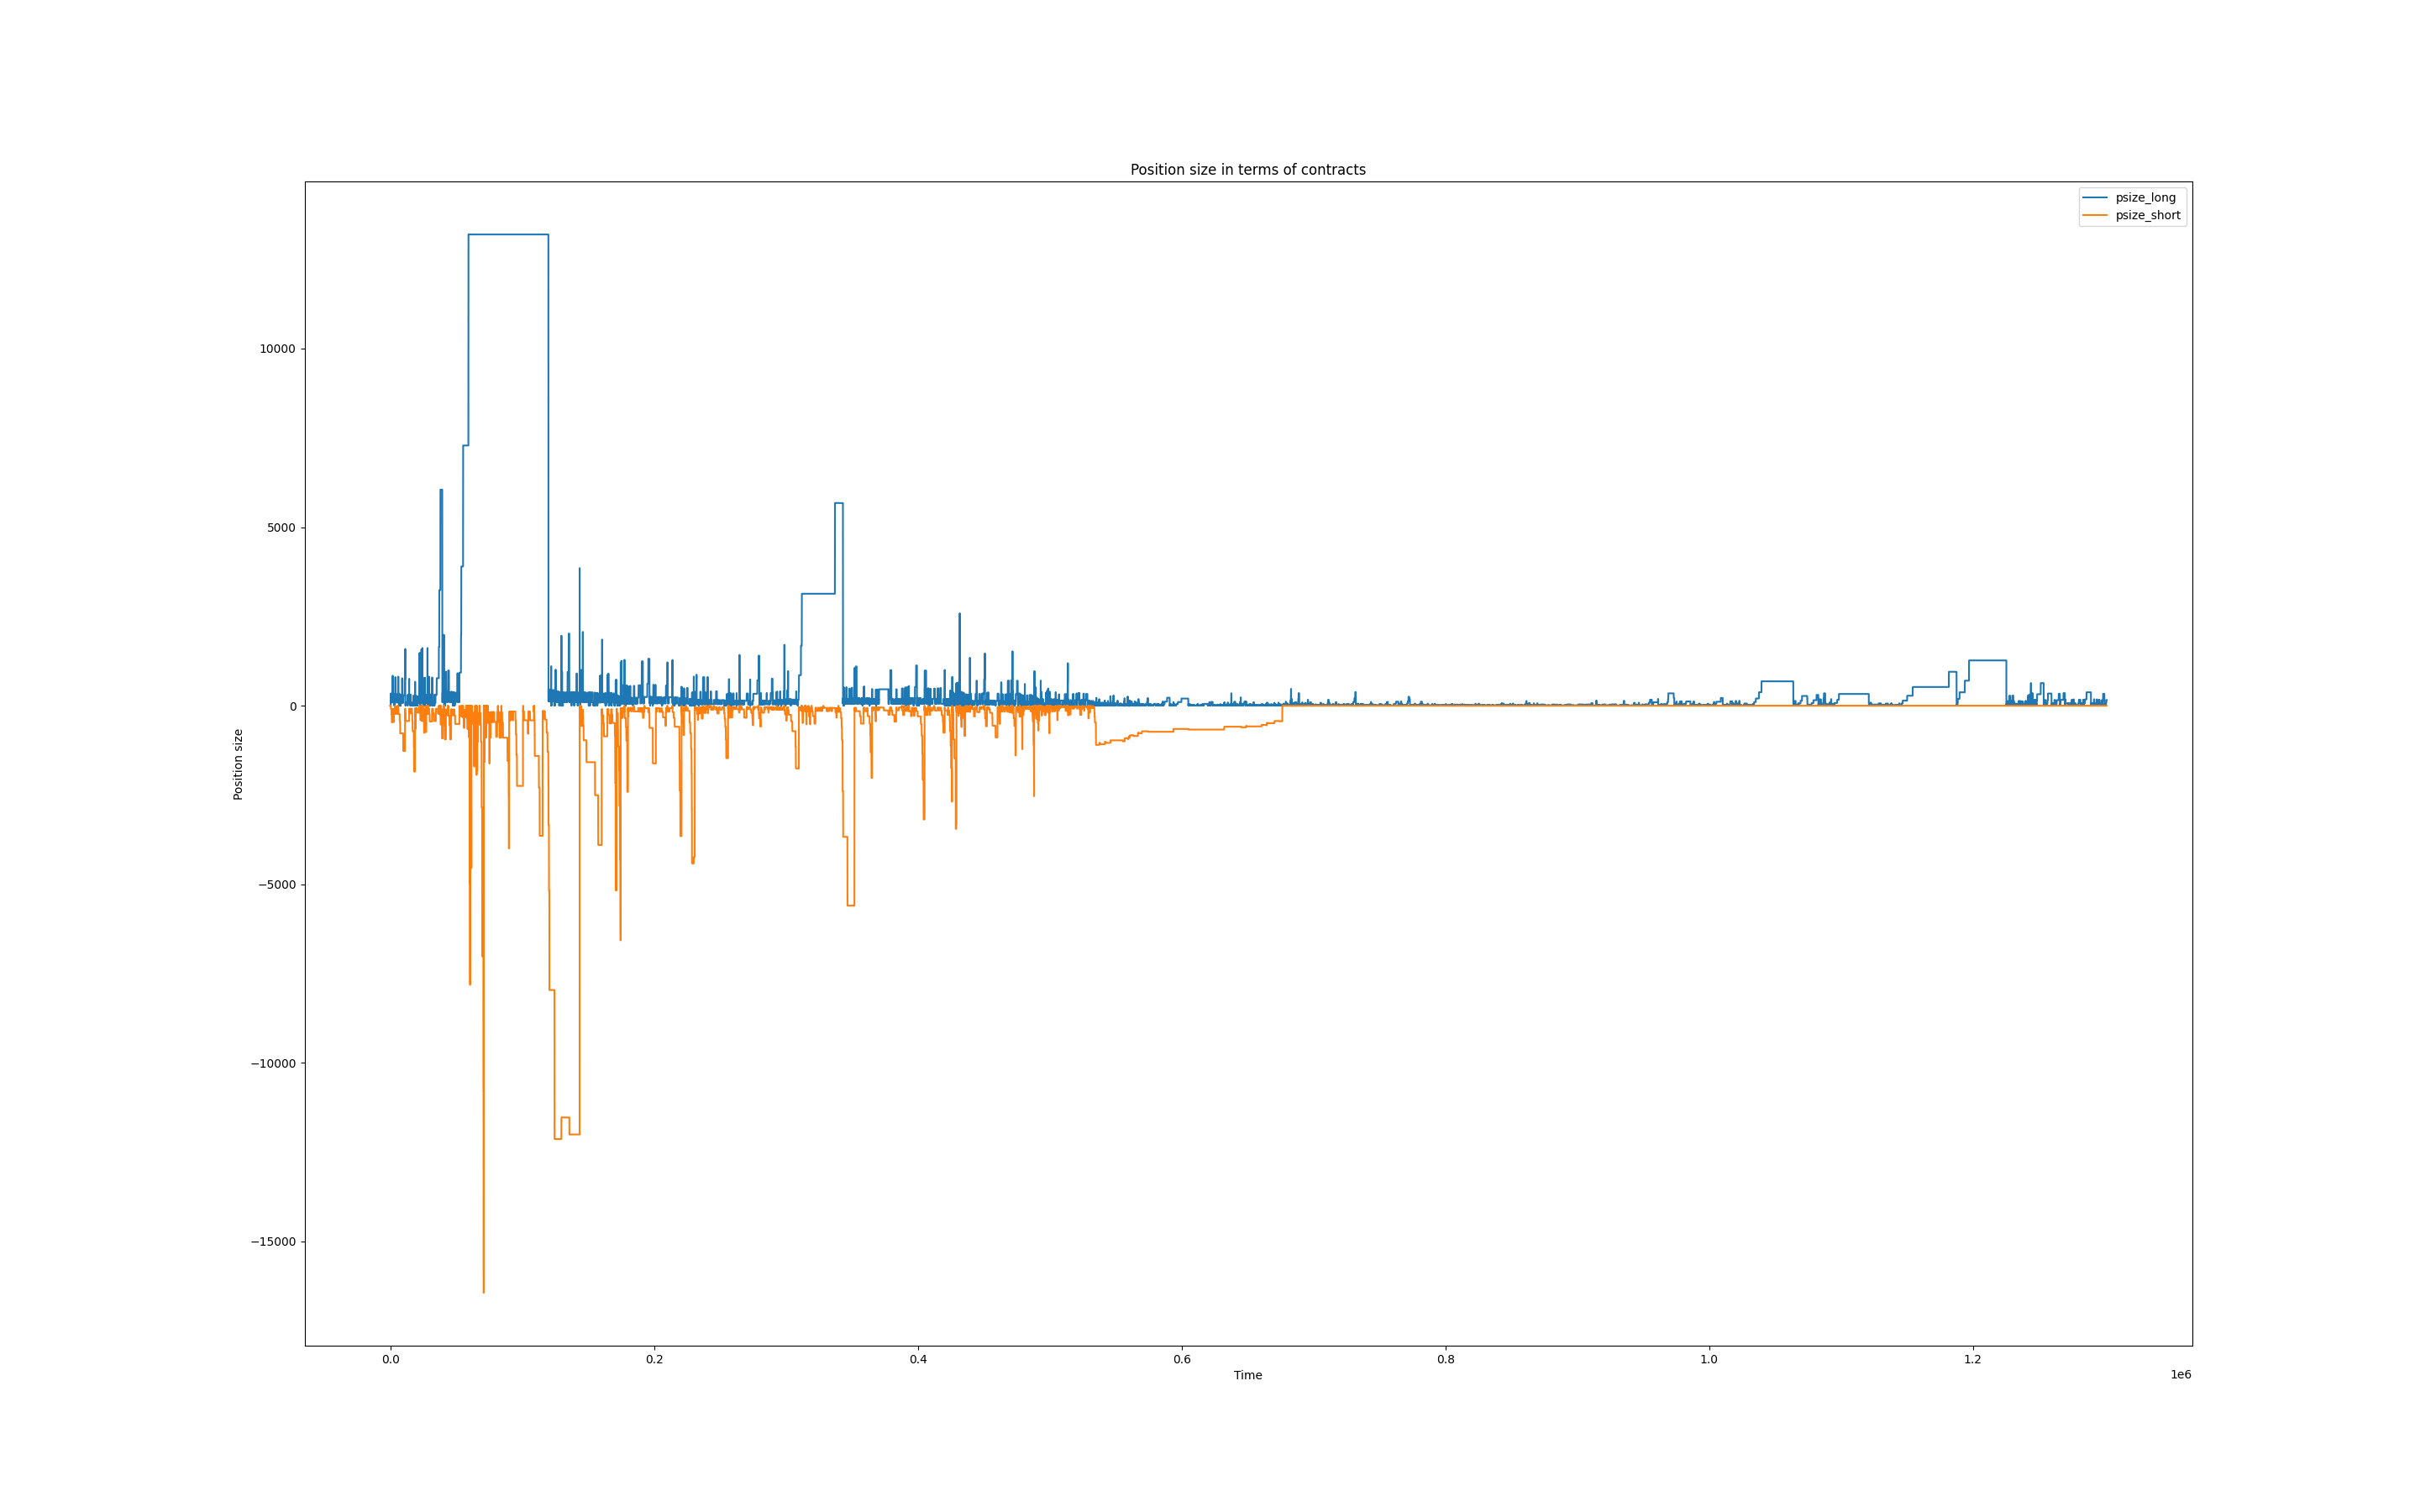 Position size in terms of contracts
psize_long
psize_short
10000
5000
0
−5000
−10000
−15000
Position size
0.0 0.2 0.4 0.6 0.8 1.0 1.2
Time
1e6